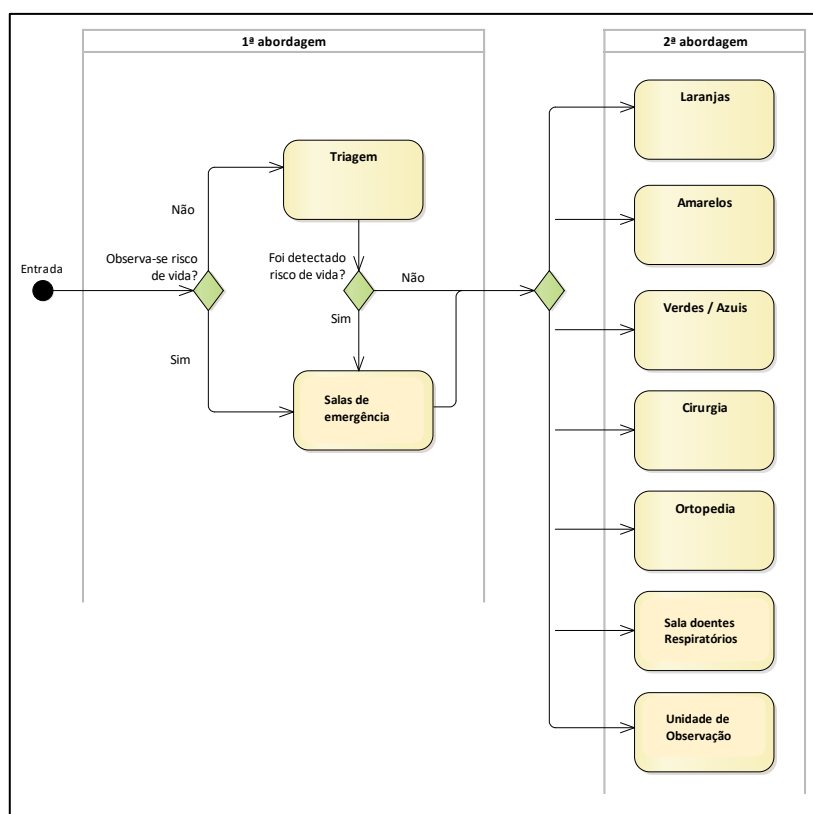 1ª abordagem
2ª abordagem
Entrada
Observa-se risco
de vida?
Não
Sim
Triagem
Foi detectado
risco de vida?
Não
Sim
Salas de
emergência
Laranjas
Amarelos
Verdes / Azuis
Cirurgia
Ortopedia
Sala doentes
Respiratórios
Unidade de
Observação